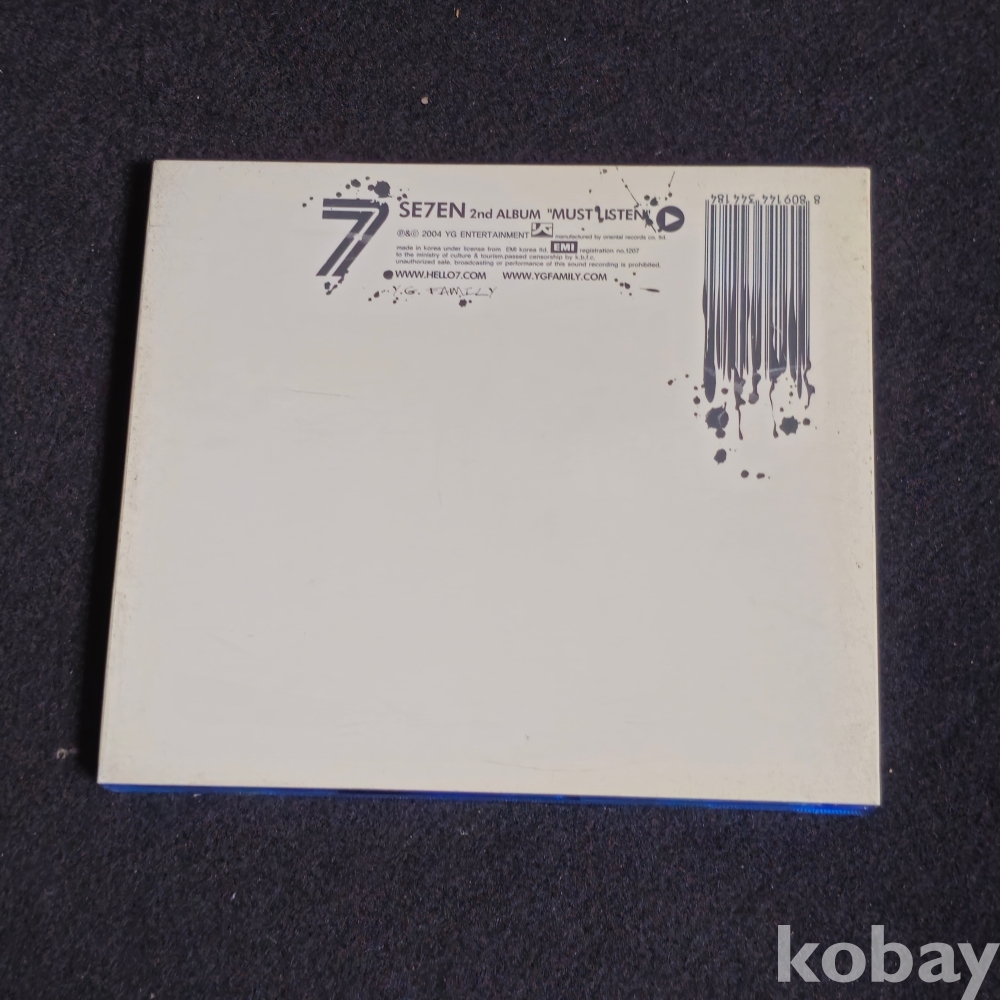 7
SE7EN 2nd ALBUM "MUST LISTEN"
℗&© 2004 YG ENTERTAINMENT YG manufactured by oriental records co. ltd.
made in korea under license from EMI korea ltd. EMI registration no.1207
to the ministry of culture & tourism.passed censorship by k.b.f.c.
unauthorized sale, broadcasting or performance of this sound recording is prohibited.
WWW.HELLO7.COM WWW.YGFAMILY.COM
Y.G. FAMILY
8 809144 344184
kobay